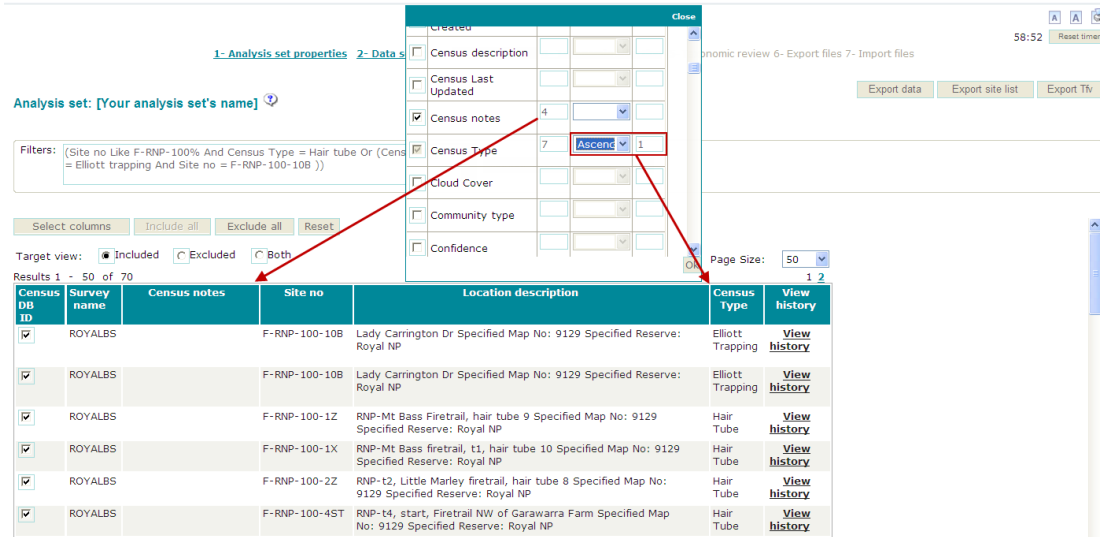 Close
Created
A A
58:52 Reset timer
1- Analysis set properties 2- Data s
onomic review 6- Export files 7- Import files
Census description
Census Last
Updated
Export data Export site list Export Tfv
Analysis set: [Your analysis set's name]
Census notes 4
Filters: (Site no Like F-RNP-100% And Census Type = Hair tube Or (Cens
= Elliott trapping And Site no = F-RNP-100-10B ))
Census Type 7 Ascend 1
Cloud Cover
Community type
Confidence
Ok
Select columns Include all Exclude all Reset
Target view: Included Excluded Both
Page Size: 50
Results 1 - 50 of 70
1 2
Census DB ID Survey name Census notes Site no Location description Census Type View history
ROYALBS F-RNP-100-10B Lady Carrington Dr Specified Map No: 9129 Specified Reserve: Elliott View
Royal NP Trapping history
ROYALBS F-RNP-100-10B Lady Carrington Dr Specified Map No: 9129 Specified Reserve: Elliott View
Royal NP Trapping history
ROYALBS F-RNP-100-1Z RNP-Mt Bass Firetrail, hair tube 9 Specified Map No: 9129 Hair View
Specified Reserve: Royal NP Tube history
ROYALBS F-RNP-100-1X RNP-Mt Bass firetrail, t1, hair tube 10 Specified Map No: 9129 Hair View
Specified Reserve: Royal NP Tube history
ROYALBS F-RNP-100-2Z RNP-t2, Little Marley firetrail, hair tube 8 Specified Map No: Hair View
9129 Specified Reserve: Royal NP Tube history
ROYALBS F-RNP-100-4ST RNP-t4, start, Firetrail NW of Garawarra Farm Specified Map Hair View
No: 9129 Specified Reserve: Royal NP Tube history